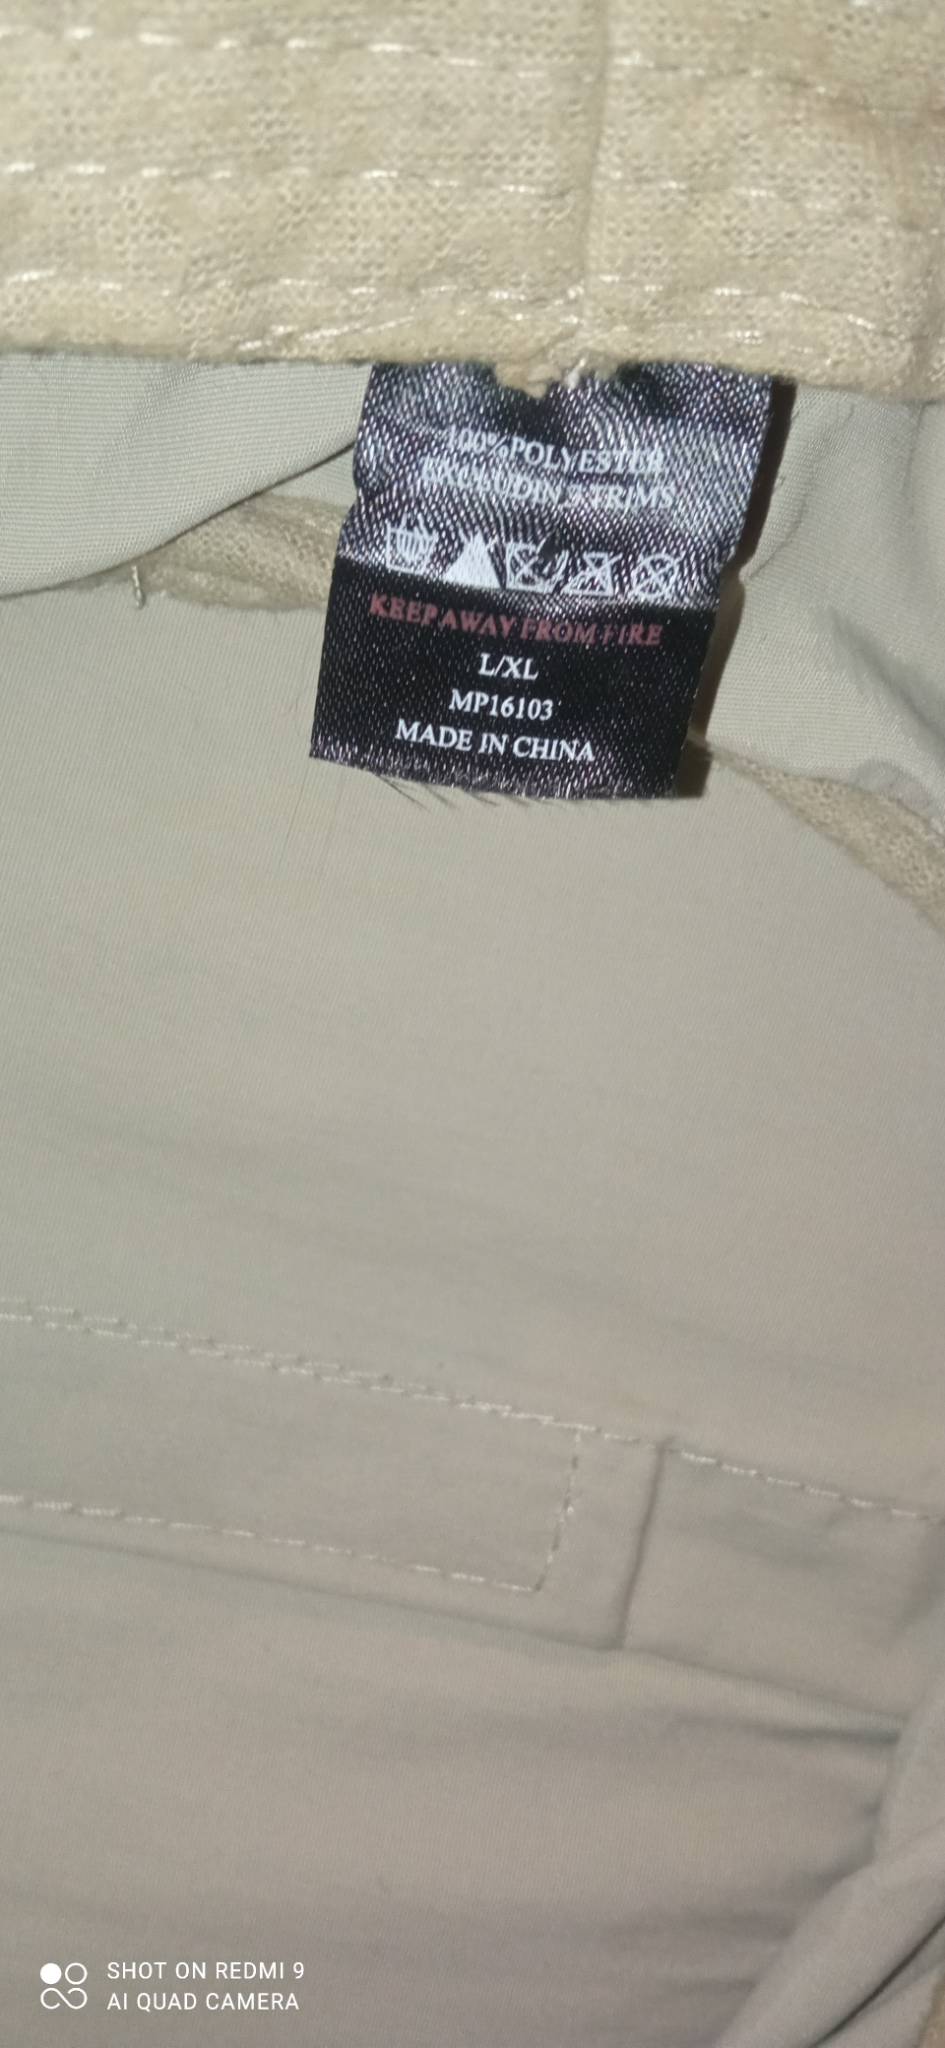 100% POLYESTER
EXCLUDING TRIMS
KEEP AWAY FROM FIRE
L/XL
MP16103
MADE IN CHINA
SHOT ON REDMI 9
AI QUAD CAMERA